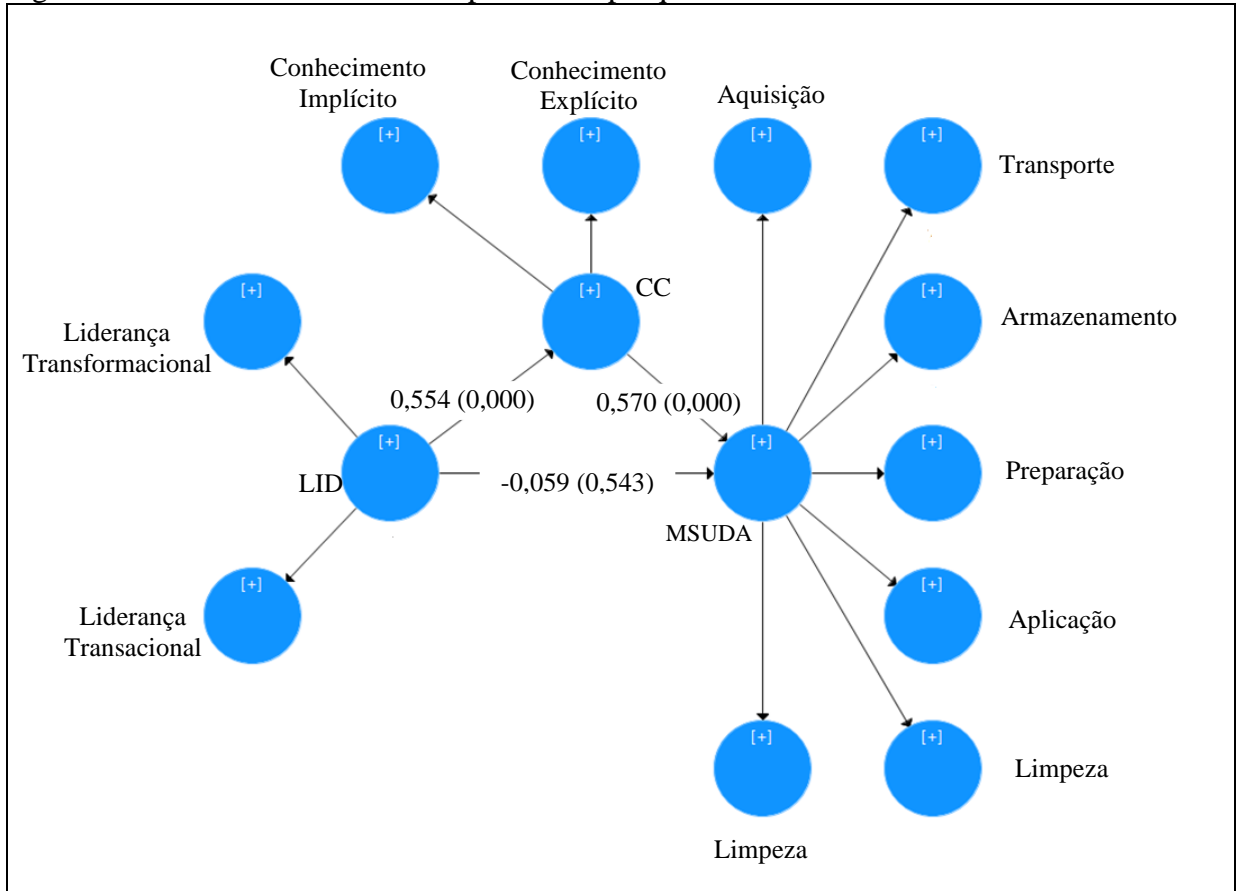 Conhecimento
Implícito
Conhecimento
Explícito
Aquisição
[+]
[+]
[+]
[+]
Transporte
[+]
[+]
CC
[+]
Liderança
Transformacional
Armazenamento
0,554 (0,000)
0,570 (0,000)
[+]
LID
-0,059 (0,543)
[+]
MSUDA
[+]
Preparação
[+]
Liderança
Transacional
[+]
Aplicação
[+]
Limpeza
[+]
Limpeza